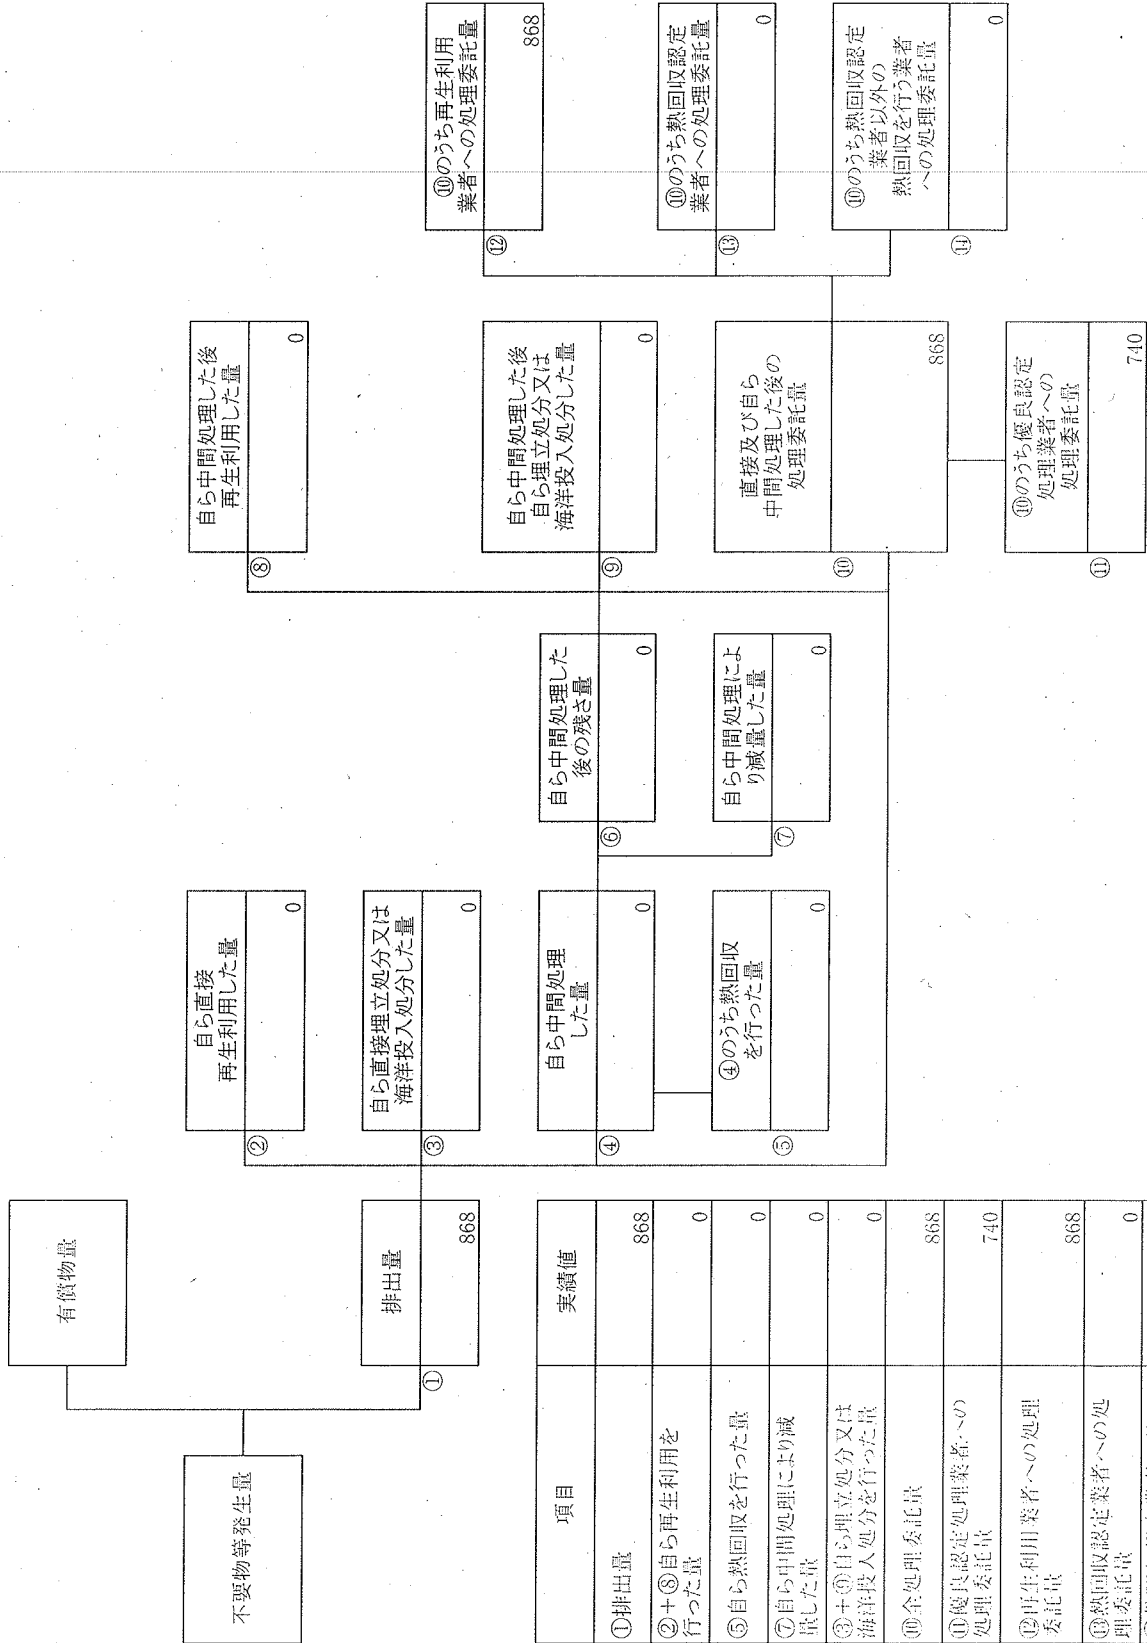 不要物等発生量
有償物量
①
排出量
868
②
自ら直接
再生利用した量
0
③
自ら直接埋立処分又は
海洋投入処分した量
0
④
自ら中間処理
した量
0
⑤
④のうち熱回収
を行った量
0
⑥
自ら中間処理した
後の残さ量
0
⑦
自ら中間処理によ
り減量した量
0
⑧
自ら中間処理した後
再生利用した量
0
⑨
自ら中間処理した後
自ら埋立処分又は
海洋投入処分した量
0
⑩
直接及び自ら
中間処理した後の
処理委託量
868
⑪
⑩のうち優良認定
処理業者への
処理委託量
740
⑫
⑩のうち再生利用
業者への処理委託量
868
⑬
⑩のうち熱回収認定
業者への処理委託量
0
⑭
⑩のうち熱回収認定
業者以外の
熱回収を行う業者
への処理委託量
0
項目 実績値
①排出量 868
②+⑧自ら再生利用を
行った量 0
⑤自ら熱回収を行った量 0
⑦自ら中間処理により減
量した量 0
③+⑨自ら埋立処分又は
海洋投入処分を行った量 0
⑩全処理委託量 868
⑪優良認定処理業者への
処理委託量 740
⑫再生利用業者への処理
委託量 868
⑬熱回収認定業者への処
理委託量 0